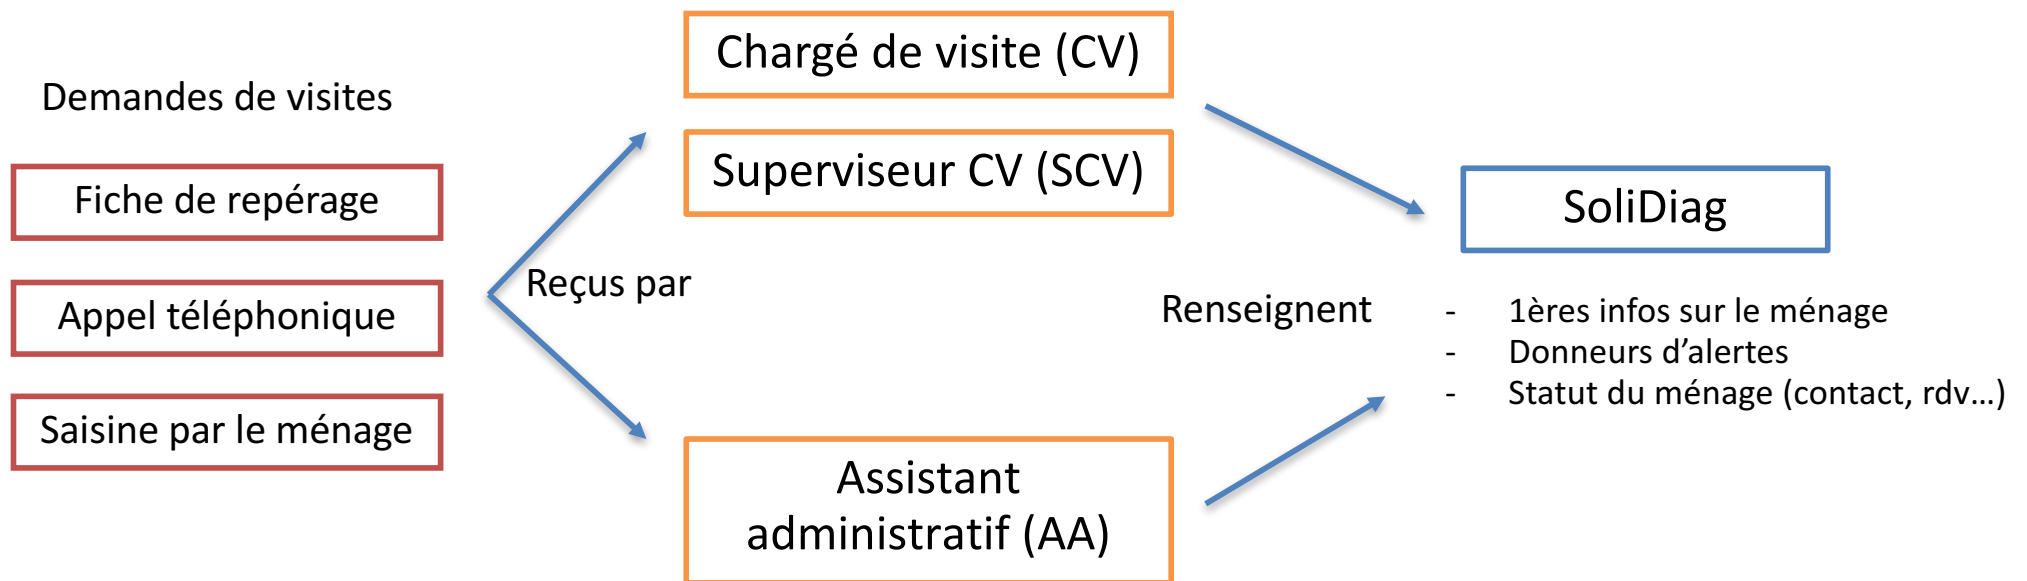 Demandes de visites
Fiche de repérage
Appel téléphonique
Saisine par le ménage
Reçus par
Chargé de visite (CV)
Superviseur CV (SCV)
Assistant
administratif (AA)
Renseignent
SoliDiag
- 1ères infos sur le ménage
- Donneurs d’alertes
- Statut du ménage (contact, rdv…)